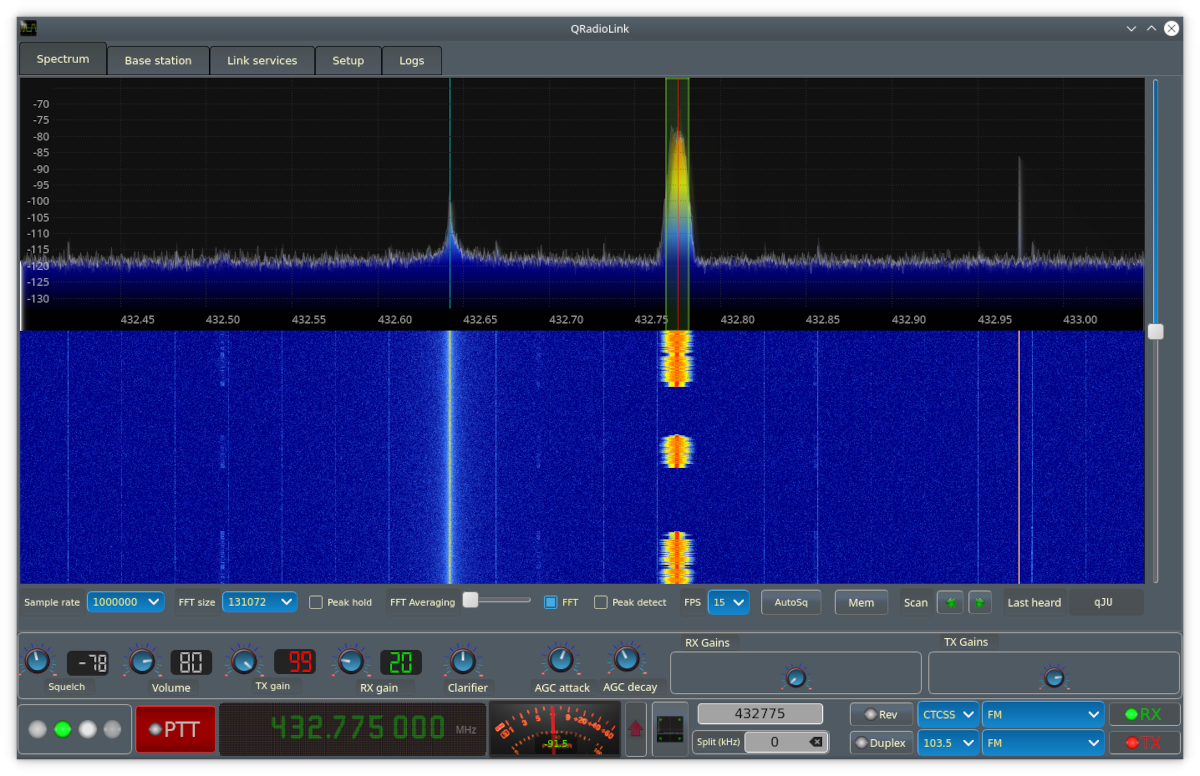 QRadioLink
Spectrum Base station Link services Setup Logs
-70
-75
-80
-85
-90
-95
-100
-105
-110
-115
-120
-125
-130
432.45 432.50 432.55 432.60 432.65 432.70 432.75 432.80 432.85 432.90 432.95 433.00
Sample rate 1000000 FFT size 131072 Peak hold FFT Averaging FFT Peak detect FPS 15 AutoSq Mem Scan Last heard qJU
RX Gains TX Gains
-78 80 99 20
Squelch Volume TX gain RX gain Clarifier AGC attack AGC decay
PTT 432.775.000 MHz -91.5 432775 Rev CTCSS FM RX
Split (kHz) 0 Duplex 103.5 FM TX